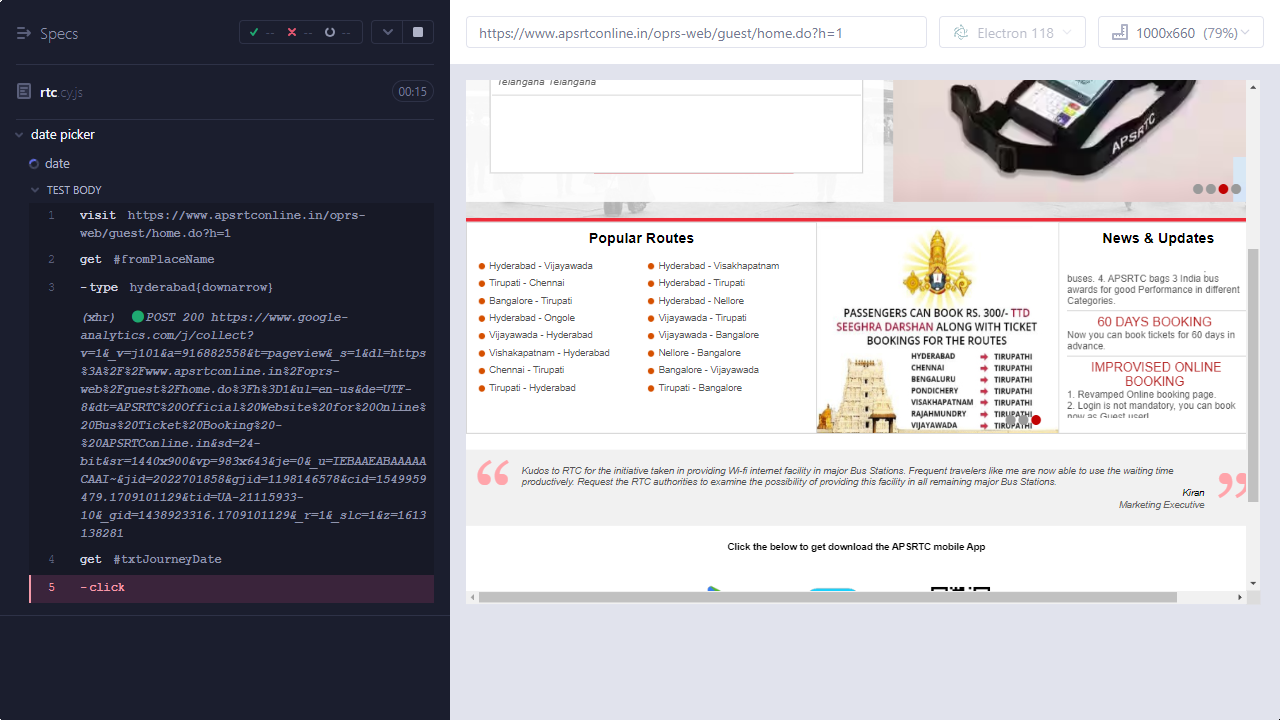 Specs
-- -- --
rtc.cy.js
00:15
date picker
date
TEST BODY
1 visit https://www.apsrtconline.in/oprs-
web/guest/home.do?h=1
2 get #fromPlaceName
3 -type hyderabad{downarrow}
(xhr) POST 200 https://www.google-
analytics.com/j/collect?
v=1&_v=j101&a=916882558&t=pageview&_s=1&dl=https
%3A%2F%2Fwww.apsrtconline.in%2Foprs-
web%2Fguest%2Fhome.do%3Fh%3D1&ul=en-us&de=UTF-
8&dt=APSRTC%20Official%20Website%20for%20Online%
20Bus%20Ticket%20Booking%20-
%20APSRTConline.in&sd=24-
bit&sr=1440x900&vp=983x643&je=0&_u=IEBAAEABAAAAA
CAAI~&jid=2022701858&gjid=1198146578&cid=1549959
479.1709101129&tid=UA-21115933-
10&_gid=1438923316.1709101129&_r=1&_slc=1&z=1613
138281
4 get #txtJourneyDate
5 -click
https://www.apsrtconline.in/oprs-web/guest/home.do?h=1
Electron 118
1000x660 (79%)
Telangana Telangana
APSRTC
Popular Routes
Hyderabad - Vijayawada
Tirupati - Chennai
Bangalore - Tirupati
Hyderabad - Ongole
Vijayawada - Hyderabad
Vishakapatnam - Hyderabad
Chennai - Tirupati
Tirupati - Hyderabad
Hyderabad - Visakhapatnam
Hyderabad - Tirupati
Hyderabad - Nellore
Vijayawada - Tirupati
Vijayawada - Bangalore
Nellore - Bangalore
Bangalore - Vijayawada
Tirupati - Bangalore
PASSENGERS CAN BOOK RS. 300/- TTD
SEEGHRA DARSHAN ALONG WITH TICKET
BOOKINGS FOR THE ROUTES
HYDERABAD TIRUPATHI
CHENNAI TIRUPATHI
BENGALURU TIRUPATHI
PONDICHERY TIRUPATHI
VISAKHAPATNAM TIRUPATHI
RAJAHMUNDRY TIRUPATHI
VIJAYAWADA TIRUPATHI
News & Updates
buses. 4. APSRTC bags 3 India bus
awards for good Performance in different
Categories.
60 DAYS BOOKING
Now you can book tickets for 60 days in
advance.
IMPROVISED ONLINE
BOOKING
1. Revamped Online booking page.
2. Login is not mandatory, you can book
now as Guest user!
Kudos to RTC for the initiative taken in providing Wi-fi internet facility in major Bus Stations. Frequent travelers like me are now able to use the waiting time
productively. Request the RTC authorities to examine the possibility of providing this facility in all remaining major Bus Stations.
Kiran
Marketing Executive
Click the below to get download the APSRTC mobile App